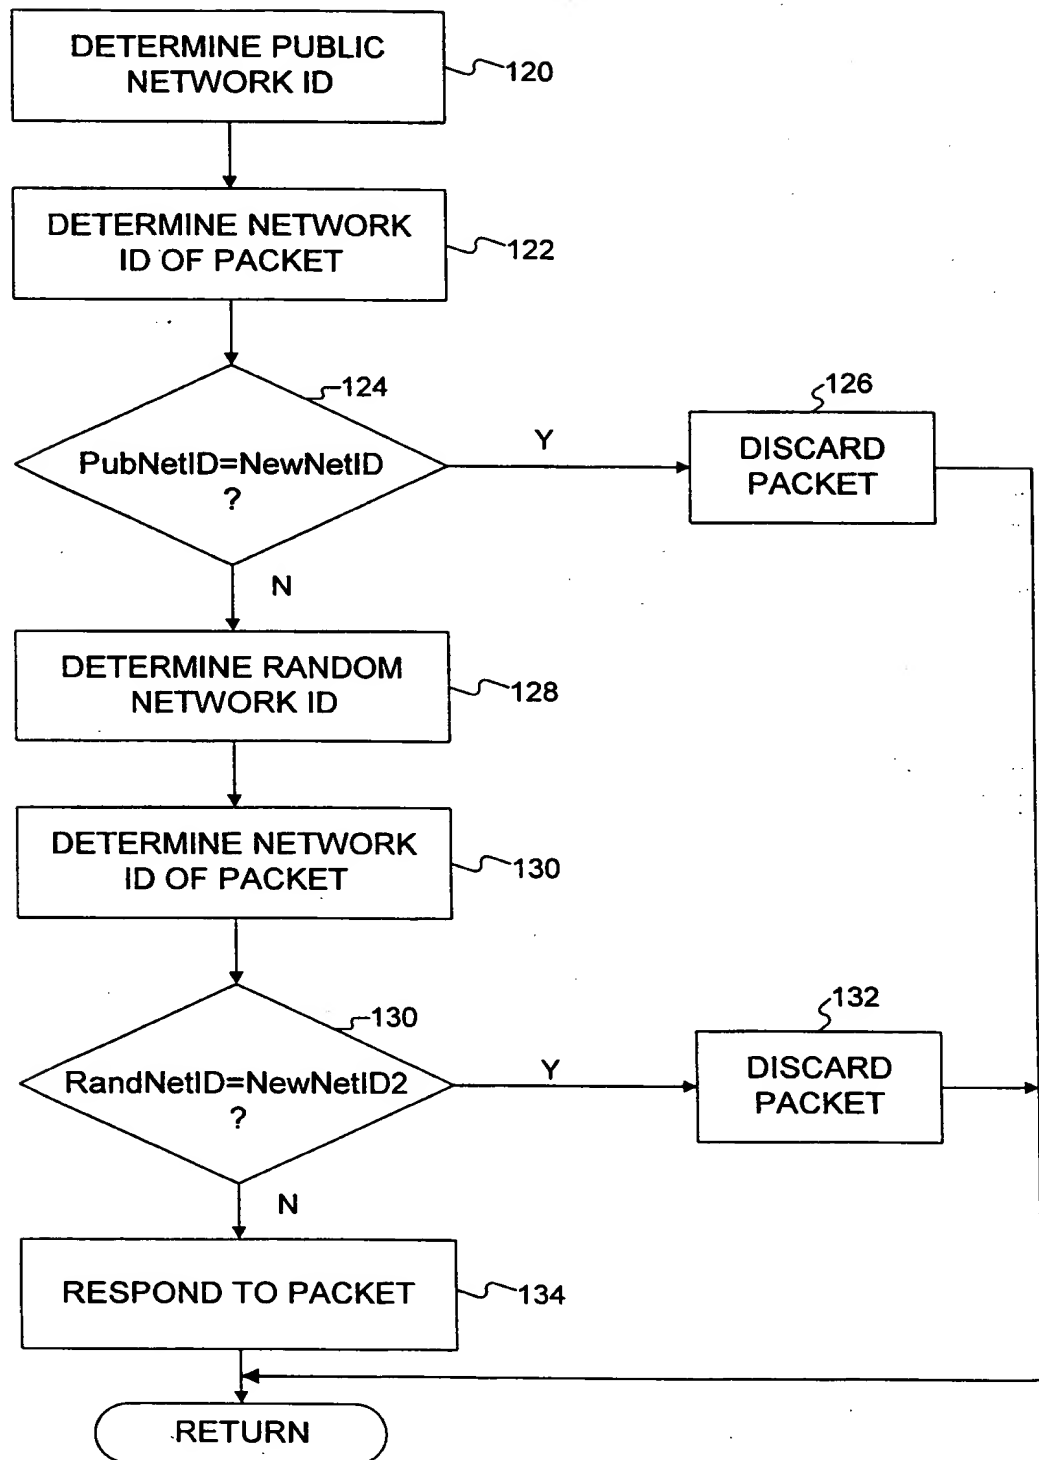 DETERMINE PUBLIC
NETWORK ID
120
DETERMINE NETWORK
ID OF PACKET
122
124
PubNetID=NewNetID
?
Y
126
DISCARD
PACKET
N
DETERMINE RANDOM
NETWORK ID
128
DETERMINE NETWORK
ID OF PACKET
130
130
RandNetID=NewNetID2
?
Y
132
DISCARD
PACKET
N
RESPOND TO PACKET
134
RETURN